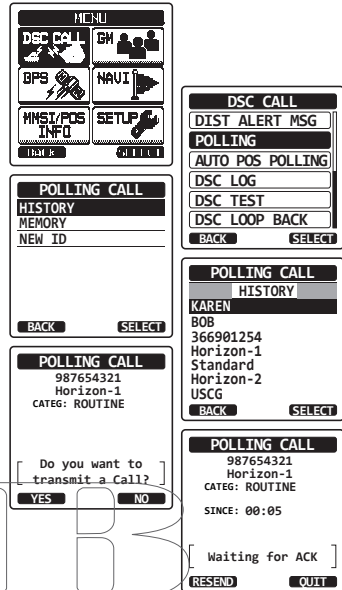 MENU
DSC CALL
GM
GPS
NAVI
MMSI/POS
INFO
SETUP
BACK
SELECT
DSC CALL
DIST ALERT MSG
POLLING
AUTO POS POLLING
DSC LOG
DSC TEST
DSC LOOP BACK
BACK
SELECT
POLLING CALL
HISTORY
MEMORY
NEW ID
BACK
SELECT
POLLING CALL
HISTORY
KAREN
BOB
366901254
Horizon-1
Standard
Horizon-2
USCG
BACK
SELECT
POLLING CALL
987654321
Horizon-1
CATEG: ROUTINE
Do you want to
transmit a Call?
YES
NO
POLLING CALL
987654321
Horizon-1
CATEG: ROUTINE
SINCE: 00:05
Waiting for ACK
RESEND
QUIT